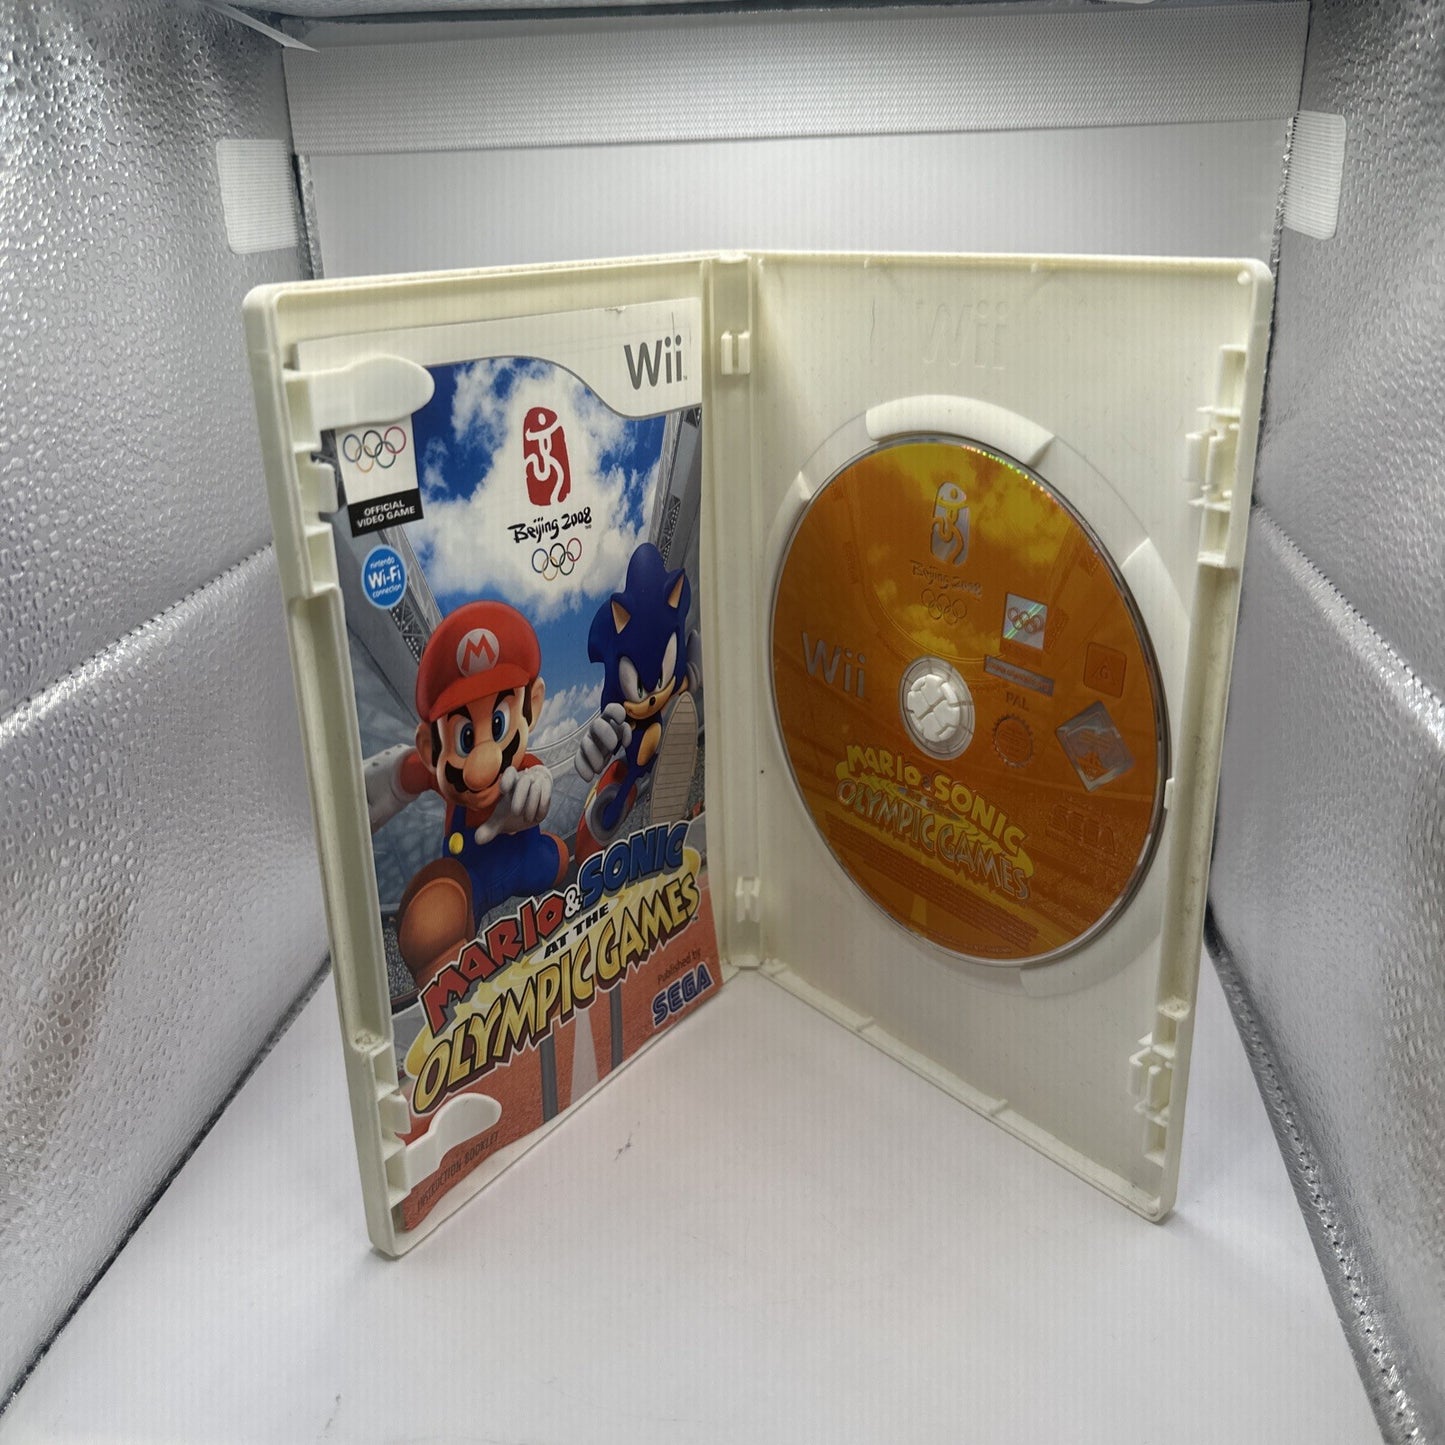 Wii
OFFICIAL
VIDEO GAME
Beijing 2008
nintendo
Wi-Fi
connection
M
MARIO & SONIC
AT THE
OLYMPIC GAMES
Published by
SEGA
INSTRUCTION BOOKLET
Wii
Beijing 2008
Wii
PAL
MARIO & SONIC
OLYMPIC GAMES
SEGA